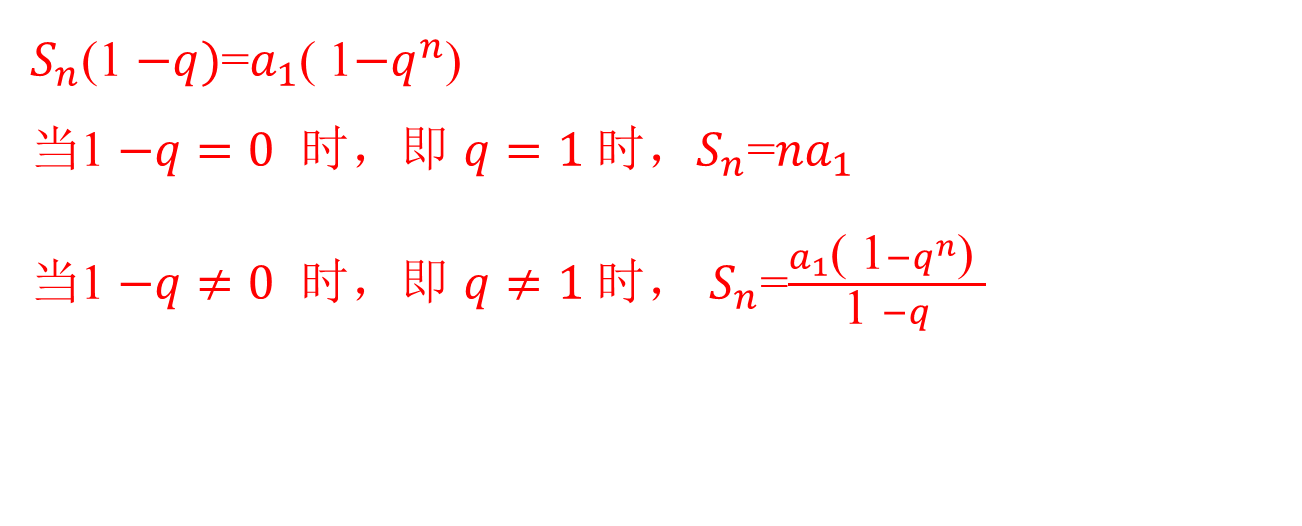 Sₙ(1 −q)=a₁( 1−qⁿ)
当1 −q = 0 时，即 q = 1 时，Sₙ=na₁
当1 −q ≠ 0 时，即 q ≠ 1 时， Sₙ=\frac{a₁( 1−qⁿ)}{1 −q}